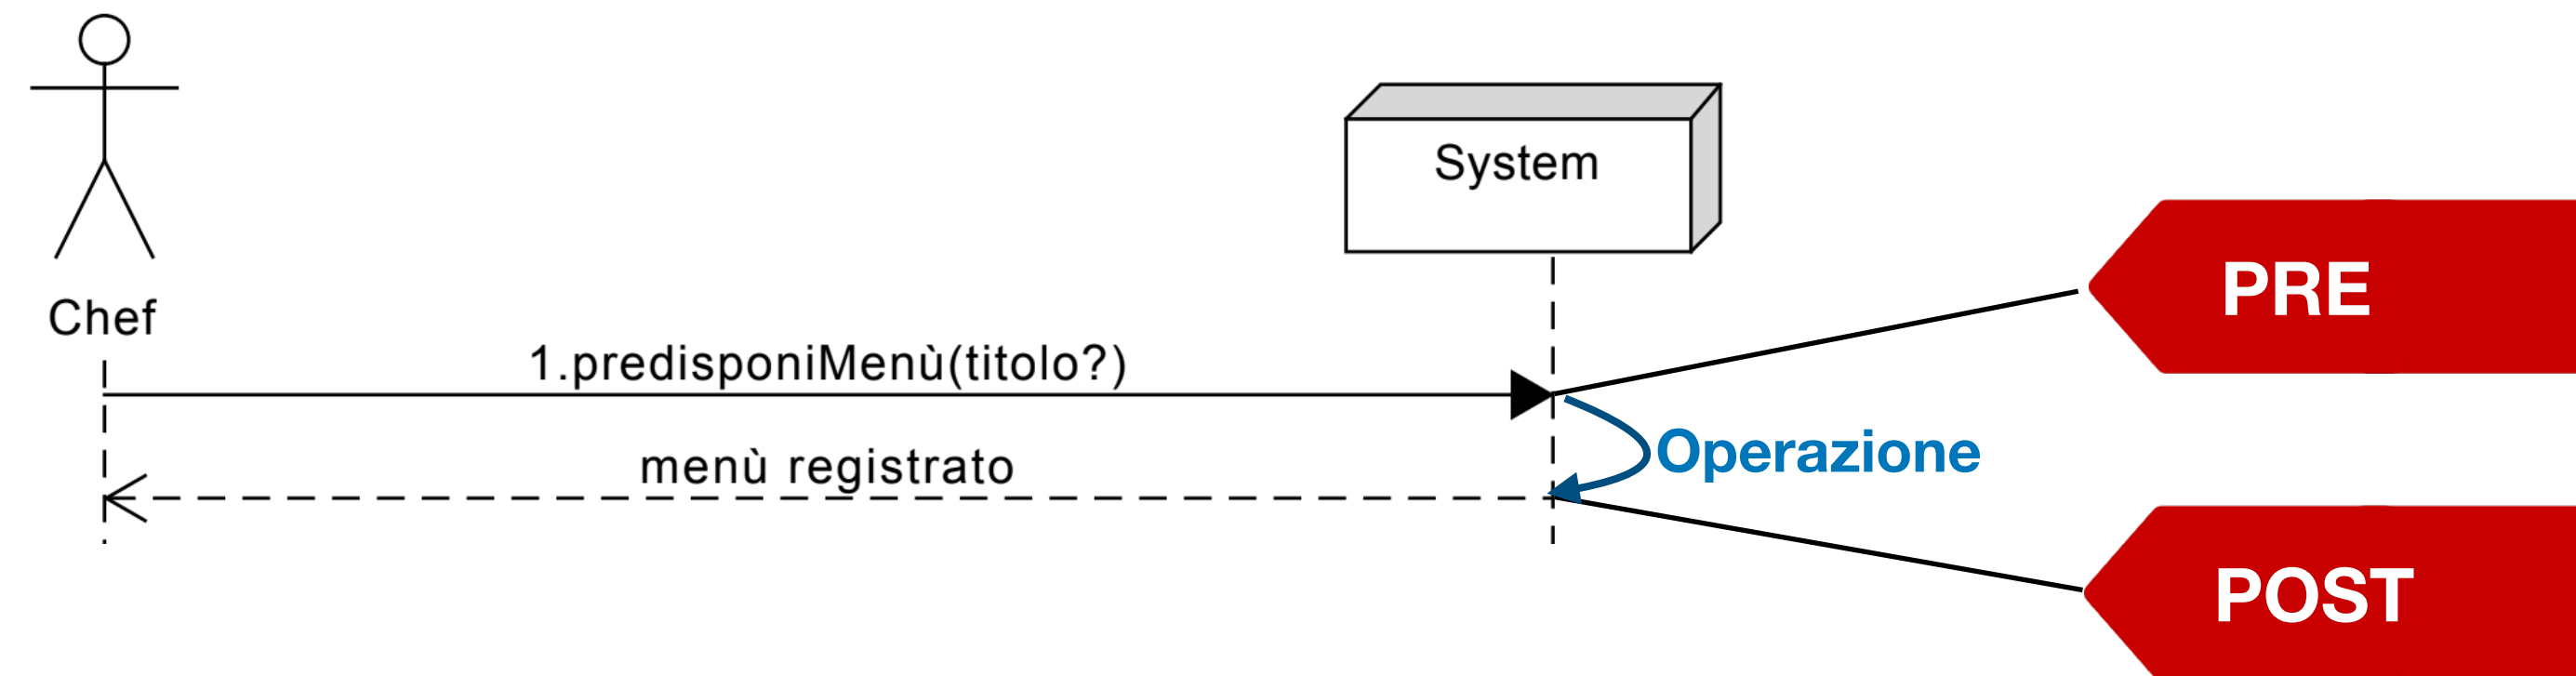 System
PRE
Chef
1.predisponiMenù(titolo?)
Operazione
menù registrato
POST